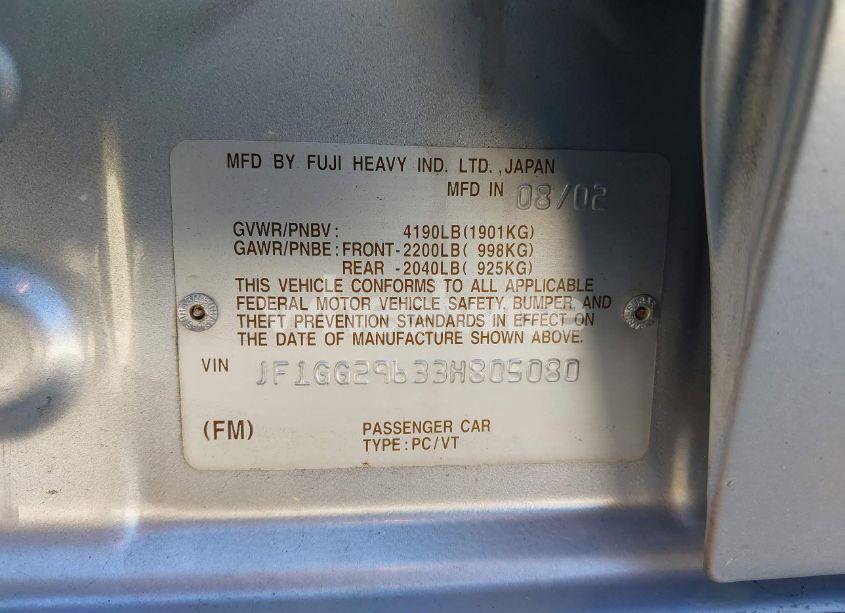 MFD BY FUJI HEAVY IND. LTD., JAPAN
MFD IN 08/02
GVWR/PNBV: 4190LB(1901KG)
GAWR/PNBE: FRONT-2200LB( 998KG)
REAR -2040LB( 925KG)
THIS VEHICLE CONFORMS TO ALL APPLICABLE
FEDERAL MOTOR VEHICLE SAFETY, BUMPER, AND
THEFT PREVENTION STANDARDS IN EFFECT ON
THE DATE OF MANUFACTURE SHOWN ABOVE.
VIN JF1GG29633H805080
(FM) PASSENGER CAR
TYPE:PC/VT